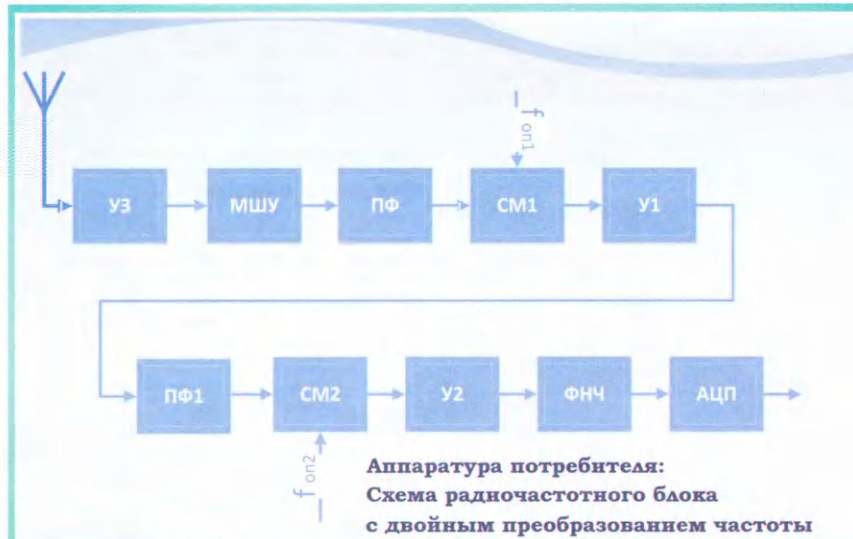 f оп1
УЗ
МШУ
ПФ
СМ1
У1
ПФ1
СМ2
У2
ФНЧ
АЦП
f оп2
Аппаратура потребителя:
Схема радиочастотного блока
с двойным преобразованием частоты